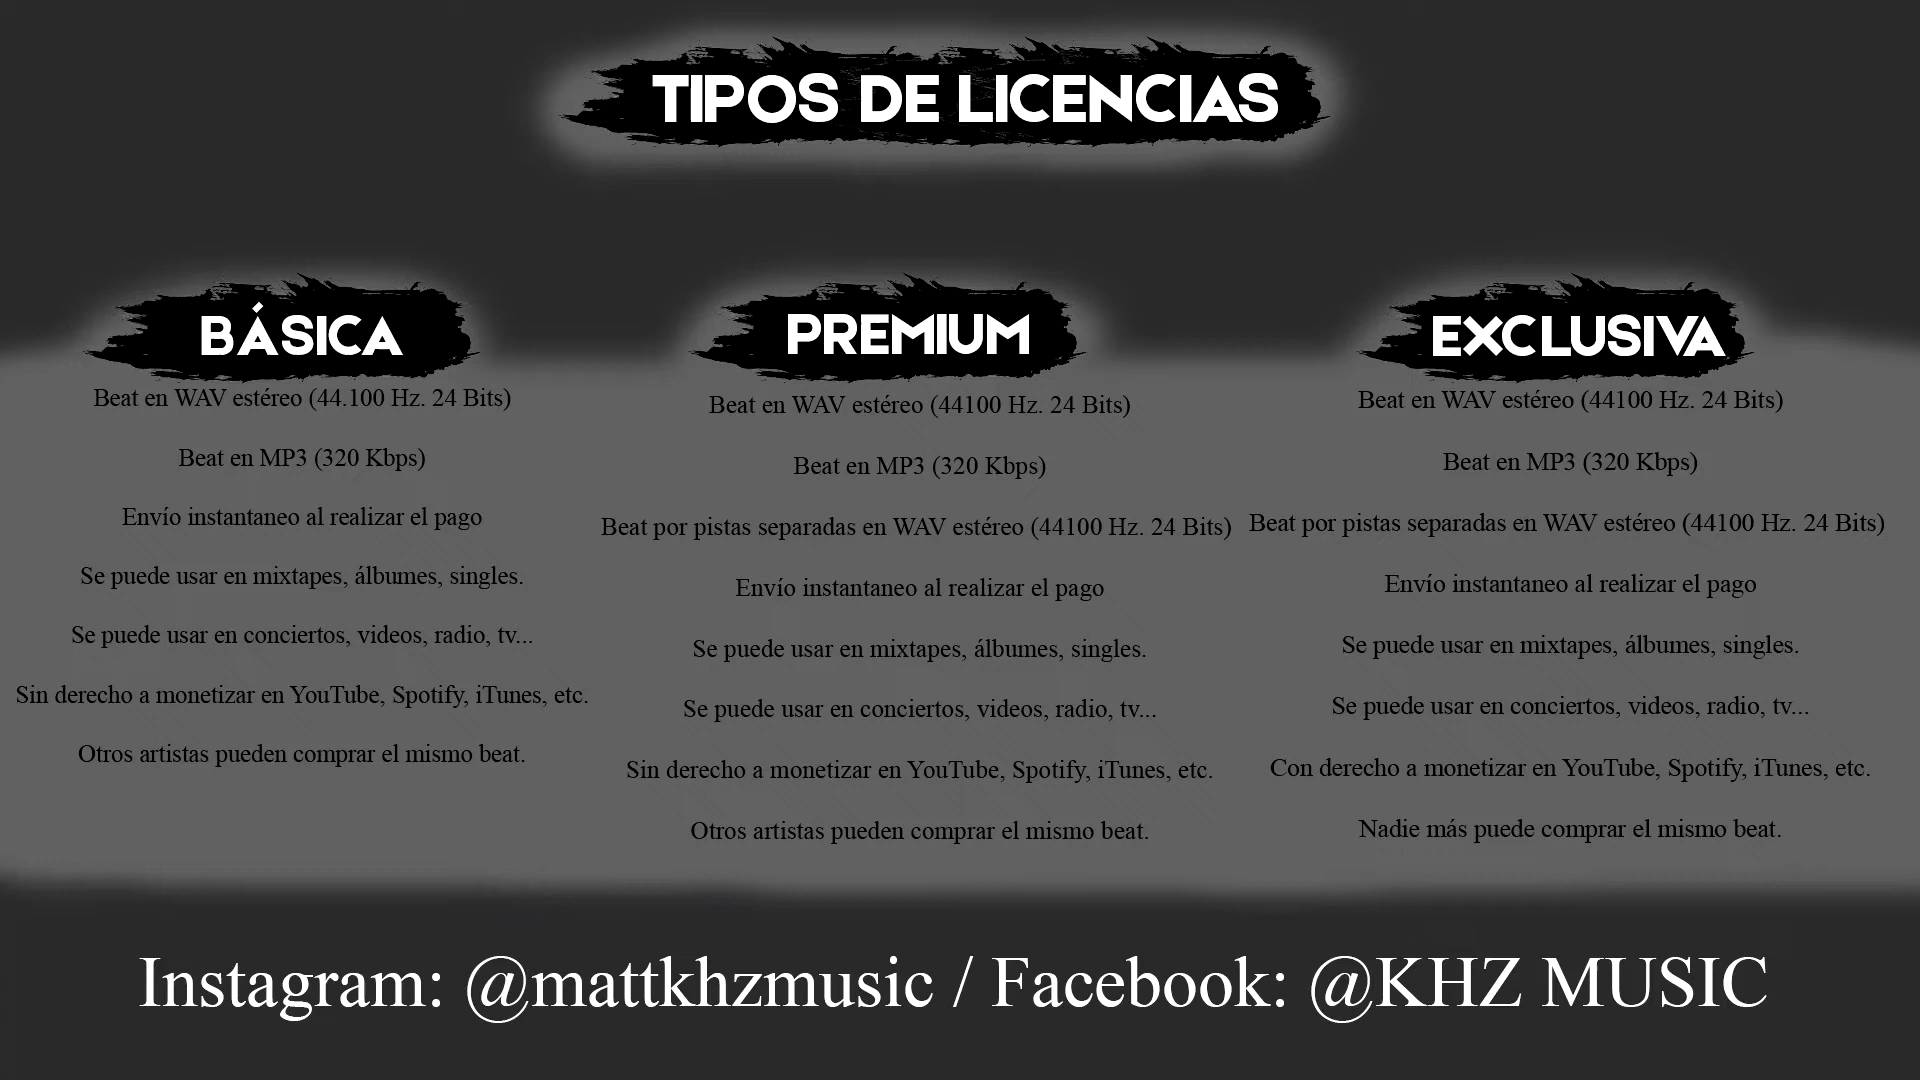 TIPOS DE LICENCIAS
BÁSICA
Beat en WAV estéreo (44.100 Hz. 24 Bits)
Beat en MP3 (320 Kbps)
Envío instantaneo al realizar el pago
Se puede usar en mixtapes, álbumes, singles.
Se puede usar en conciertos, videos, radio, tv...
Sin derecho a monetizar en YouTube, Spotify, iTunes, etc.
Otros artistas pueden comprar el mismo beat.
PREMIUM
Beat en WAV estéreo (44100 Hz. 24 Bits)
Beat en MP3 (320 Kbps)
Beat por pistas separadas en WAV estéreo (44100 Hz. 24 Bits)
Envío instantaneo al realizar el pago
Se puede usar en mixtapes, álbumes, singles.
Se puede usar en conciertos, videos, radio, tv...
Sin derecho a monetizar en YouTube, Spotify, iTunes, etc.
Otros artistas pueden comprar el mismo beat.
EXCLUSIVA
Beat en WAV estéreo (44100 Hz. 24 Bits)
Beat en MP3 (320 Kbps)
Beat por pistas separadas en WAV estéreo (44100 Hz. 24 Bits)
Envío instantaneo al realizar el pago
Se puede usar en mixtapes, álbumes, singles.
Se puede usar en conciertos, videos, radio, tv...
Con derecho a monetizar en YouTube, Spotify, iTunes, etc.
Nadie más puede comprar el mismo beat.
Instagram: @mattkhzmusic / Facebook: @KHZ MUSIC